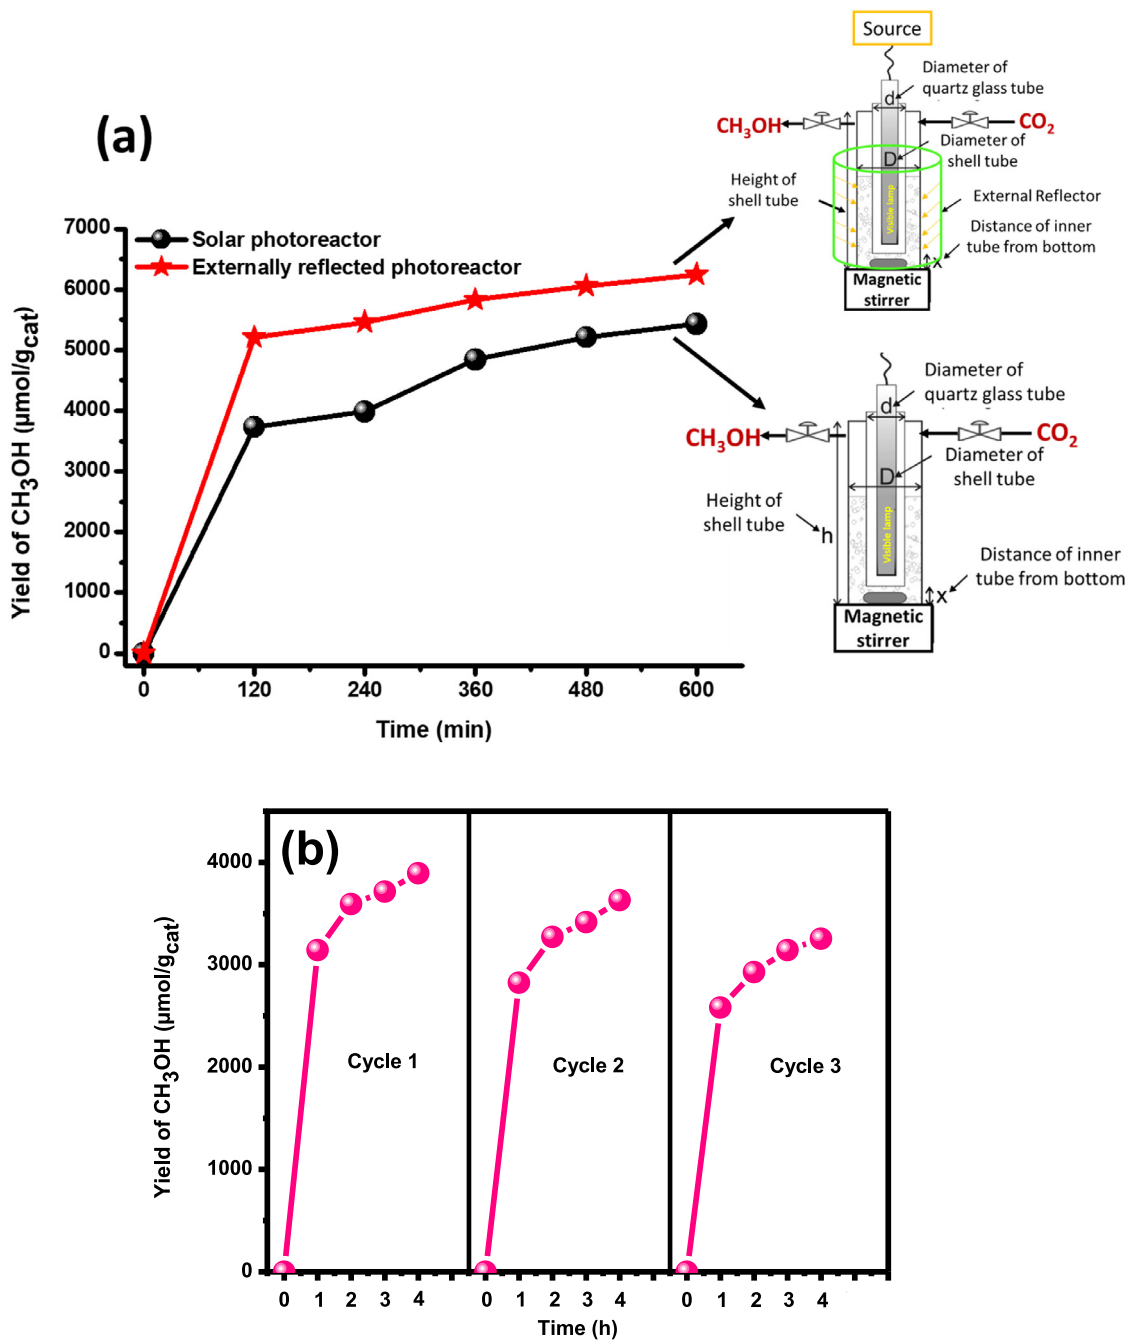 (a)
Yield of CH3OH (µmol/gcat)
7000
6000
5000
4000
3000
2000
1000
0
Solar photoreactor
Externally reflected photoreactor
0 120 240 360 480 600
Time (min)
Source
Diameter of
quartz glass tube
d
CH3OH
CO2
Diameter of
shell tube
D
Height of
shell tube
Visible lamp
External Reflector
Distance of inner
tube from bottom
x
Magnetic
stirrer
Diameter of
quartz glass tube
d
CH3OH
CO2
Diameter of
shell tube
D
Height of
shell tube
h
Visible lamp
Distance of inner
tube from bottom
x
Magnetic
stirrer
(b)
Yield of CH3OH (µmol/gcat)
4000
3000
2000
1000
0
Cycle 1
Cycle 2
Cycle 3
0 1 2 3 4 0 1 2 3 4 0 1 2 3 4
Time (h)